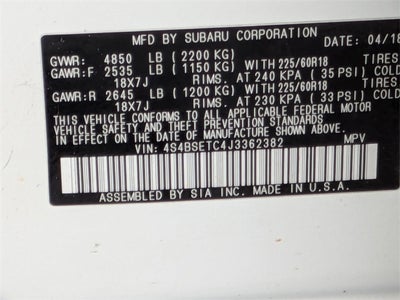 MFD BY SUBARU CORPORATION 04/18
GVWR: 4850 LB (2200 KG)
GAWR:F 2535 LB (1150 KG) WITH 225/60R18 TIRES
18X7J RIMS. AT 240 KPA (35 PSI) COLD
GAWR:R 2645 LB (1200 KG) WITH 225/60R18 TIRES
18X7J RIMS. AT 230 KPA (33 PSI) COLD
THIS VEHICLE CONFORMS TO ALL APPLICABLE FEDERAL MOTOR
VEHICLE SAFETY AND THEFT PREVENTION STANDARDS
IN EFFECT ON THE DATE OF MANUFACTURE SHOWN ABOVE.
VIN: 4S4BSETC4J3362382 MPV
ASSEMBLED BY SIA INC. MADE IN U.S.A.